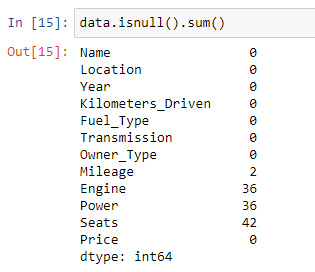 In [15]: data.isnull().sum()
Out[15]: Name 0
Location 0
Year 0
Kilometers_Driven 0
Fuel_Type 0
Transmission 0
Owner_Type 0
Mileage 2
Engine 36
Power 36
Seats 42
Price 0
dtype: int64